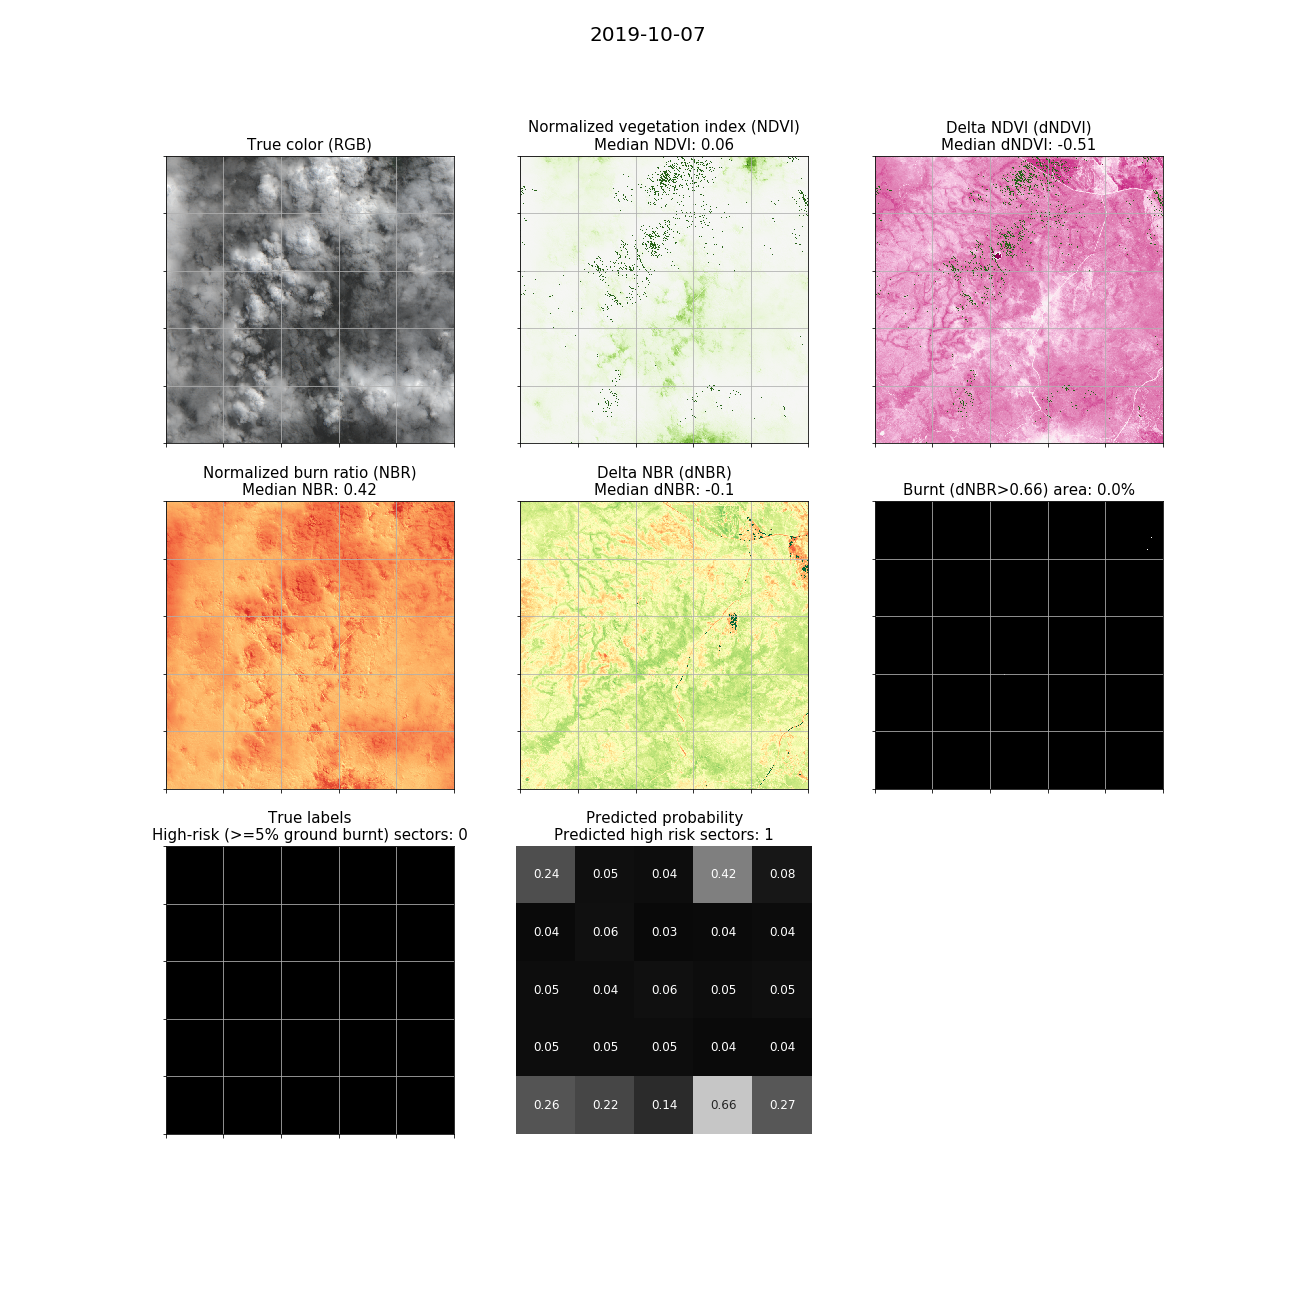 2019-10-07
True color (RGB)
Normalized vegetation index (NDVI)
Median NDVI: 0.06
Delta NDVI (dNDVI)
Median dNDVI: -0.51
Normalized burn ratio (NBR)
Median NBR: 0.42
Delta NBR (dNBR)
Median dNBR: -0.1
Burnt (dNBR>0.66) area: 0.0%
True labels
High-risk (>=5% ground burnt) sectors: 0
Predicted probability
Predicted high risk sectors: 1
0.24 0.05 0.04 0.42 0.08
0.04 0.06 0.03 0.04 0.04
0.05 0.04 0.06 0.05 0.05
0.05 0.05 0.05 0.04 0.04
0.26 0.22 0.14 0.66 0.27